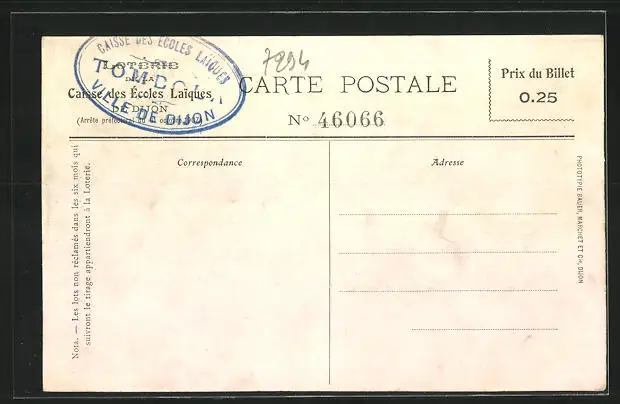 CAISSE DES ÉCOLES LAÏQUES
VILLE DE DIJON
LOTERIE
DE LA
Caisse des Écoles Laïques
DE DIJON
7894
CARTE POSTALE
N° 46066
Prix du Billet
0.25
Correspondance
Adresse
Nota. — Les lots non réclamés dans les six mois qui
suivront le tirage appartiendront à la Loterie.
PHOTOTYPIE BAUER, MARCHET ET Cie, DIJON